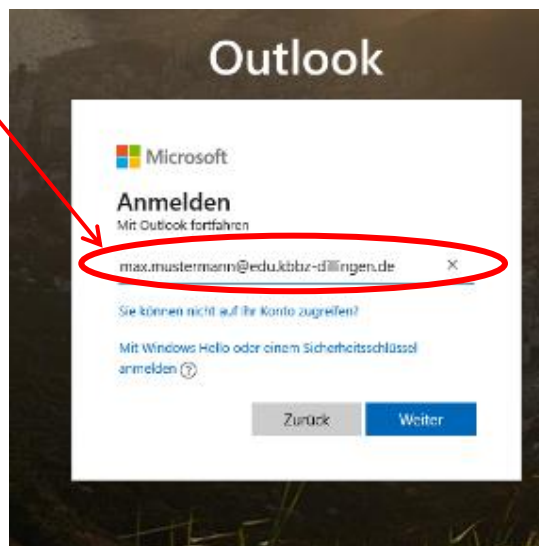 Outlook
Microsoft
Anmelden
Mit Outlook fortfahren
max.mustermann@edu.kbbz-dillingen.de
Sie können nicht auf Ihr Konto zugreifen?
Mit Windows Hello oder einem Sicherheitsschlüssel
anmelden
Zurück Weiter